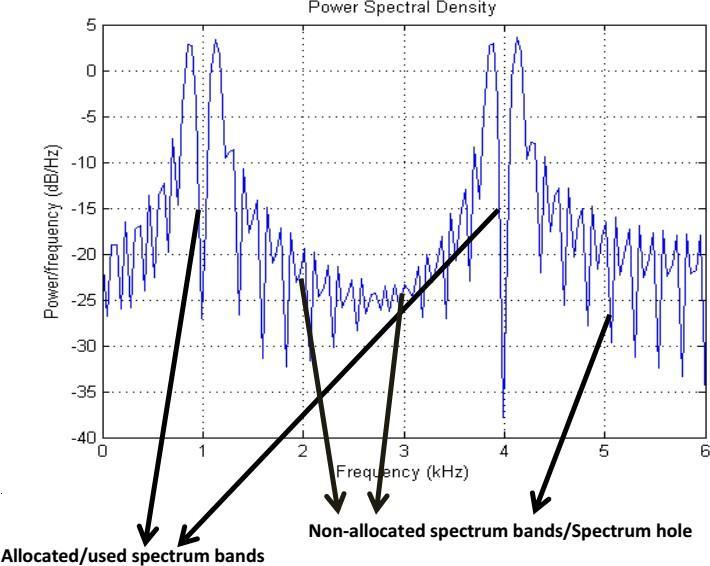 Power Spectral Density
Power/frequency (dB/Hz)
5
0
-5
-10
-15
-20
-25
-30
-35
-40
0 1 2 3 4 5 6
Frequency (kHz)
Non-allocated spectrum bands/Spectrum hole
Allocated/used spectrum bands